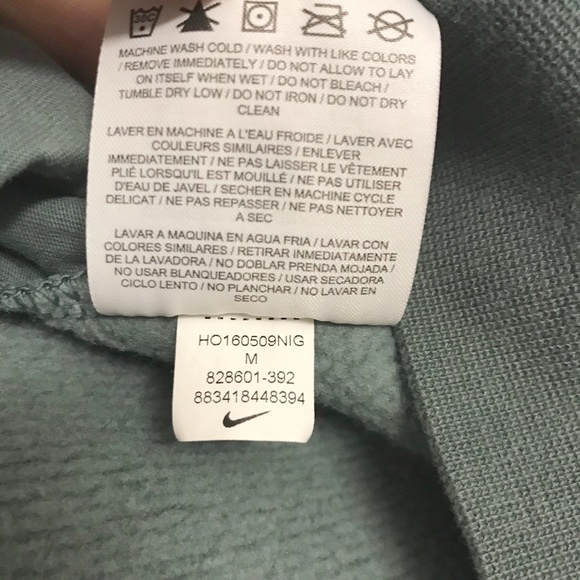 30C
MACHINE WASH COLD / WASH WITH LIKE COLORS
/ REMOVE IMMEDIATELY / DO NOT ALLOW TO LAY
ON ITSELF WHEN WET / DO NOT BLEACH /
TUMBLE DRY LOW / DO NOT IRON / DO NOT DRY
CLEAN
LAVER EN MACHINE A L'EAU FROIDE / LAVER AVEC
COULEURS SIMILAIRES / ENLEVER
IMMEDIATEMENT / NE PAS LAISSER LE VÊTEMENT
PLIÉ LORSQU'IL EST MOUILLÉ / NE PAS UTILISER
D'EAU DE JAVEL / SECHER EN MACHINE CYCLE
DELICAT / NE PAS REPASSER / NE PAS NETTOYER
A SEC
LAVAR A MAQUINA EN AGUA FRIA / LAVAR CON
COLORES SIMILARES / RETIRAR INMEDIATAMENTE
DE LA LAVADORA / NO DOBLAR PRENDA MOJADA /
NO USAR BLANQUEADORES / USAR SECADORA
CICLO LENTO / NO PLANCHAR / NO LAVAR EN
SECO
HO160509NIG
M
828601-392
883418448394